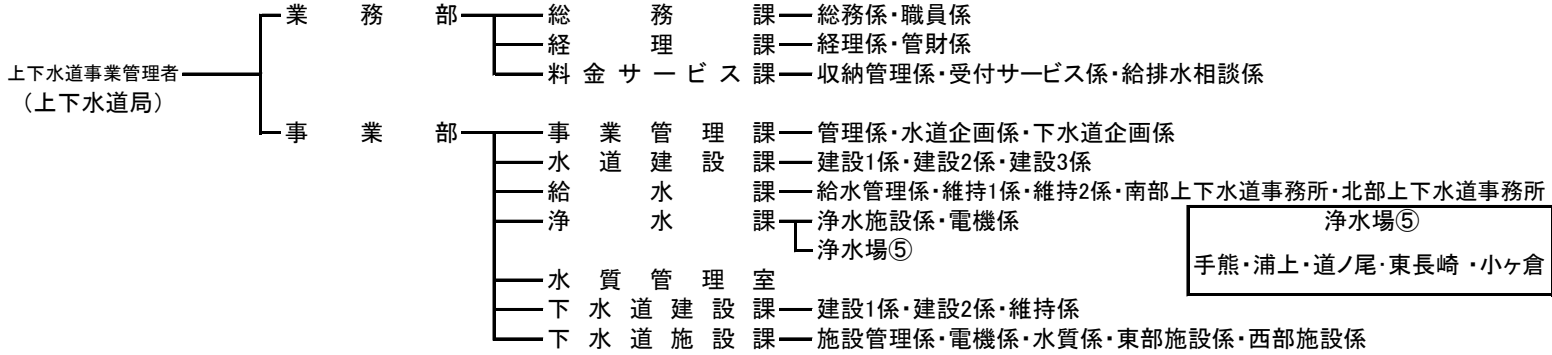 業務部 総務課 総務係・職員係
経理課 経理係・管財係
上下水道事業管理者 料金サービス課 収納管理係・受付サービス係・給排水相談係
（上下水道局）
事業部 事業管理課 管理係・水道企画係・下水道企画係
水道建設課 建設1係・建設2係・建設3係
給水課 給水管理係・維持1係・維持2係・南部上下水道事務所・北部上下水道事務所
浄水課 浄水施設係・電機係 浄水場⑤
浄水場⑤
手熊・浦上・道ノ尾・東長崎・小ヶ倉
水質管理室
下水道建設課 建設1係・建設2係・維持係
下水道施設課 施設管理係・電機係・水質係・東部施設係・西部施設係